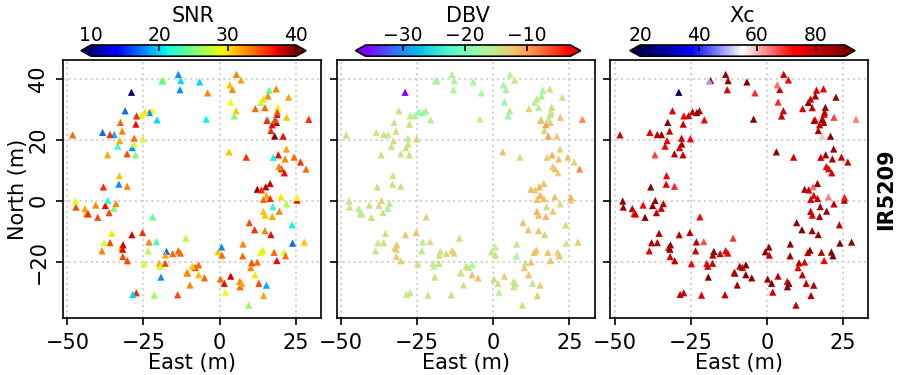 SNR DBV Xc
10 20 30 40 −30 −20 −10 20 40 60 80
40
20
0
−20
North (m)
IR5209
−50 −25 0 25 −50 −25 0 25 −50 −25 0 25
East (m) East (m) East (m)